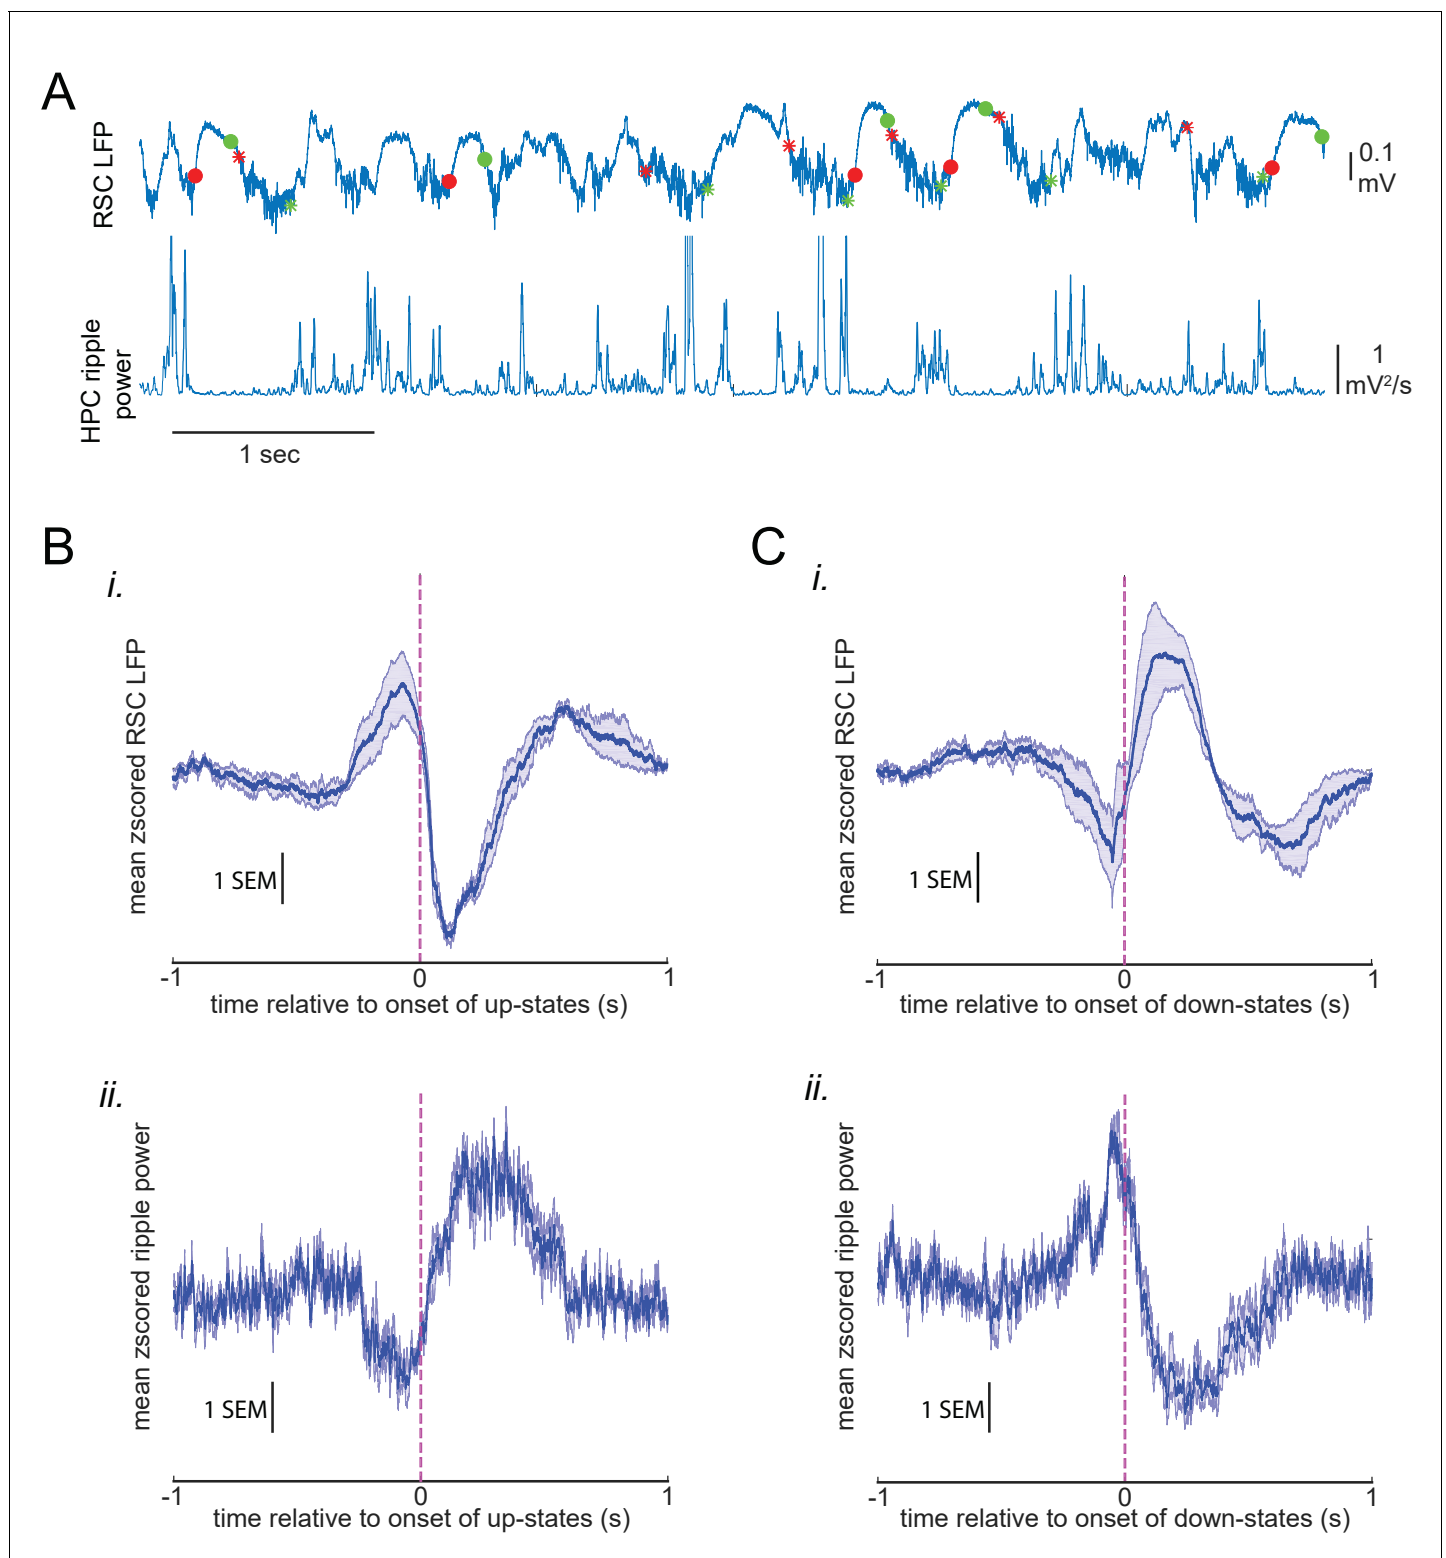 A
RSC LFP
0.1
mV
HPC ripple
power
1
mV²/s
1 sec
B
i.
mean zscored RSC LFP
1 SEM
-1
0
1
time relative to onset of up-states (s)
C
i.
mean zscored RSC LFP
1 SEM
-1
0
1
time relative to onset of down-states (s)
ii.
mean zscored ripple power
1 SEM
-1
0
1
time relative to onset of up-states (s)
ii.
mean zscored ripple power
1 SEM
-1
0
1
time relative to onset of down-states (s)